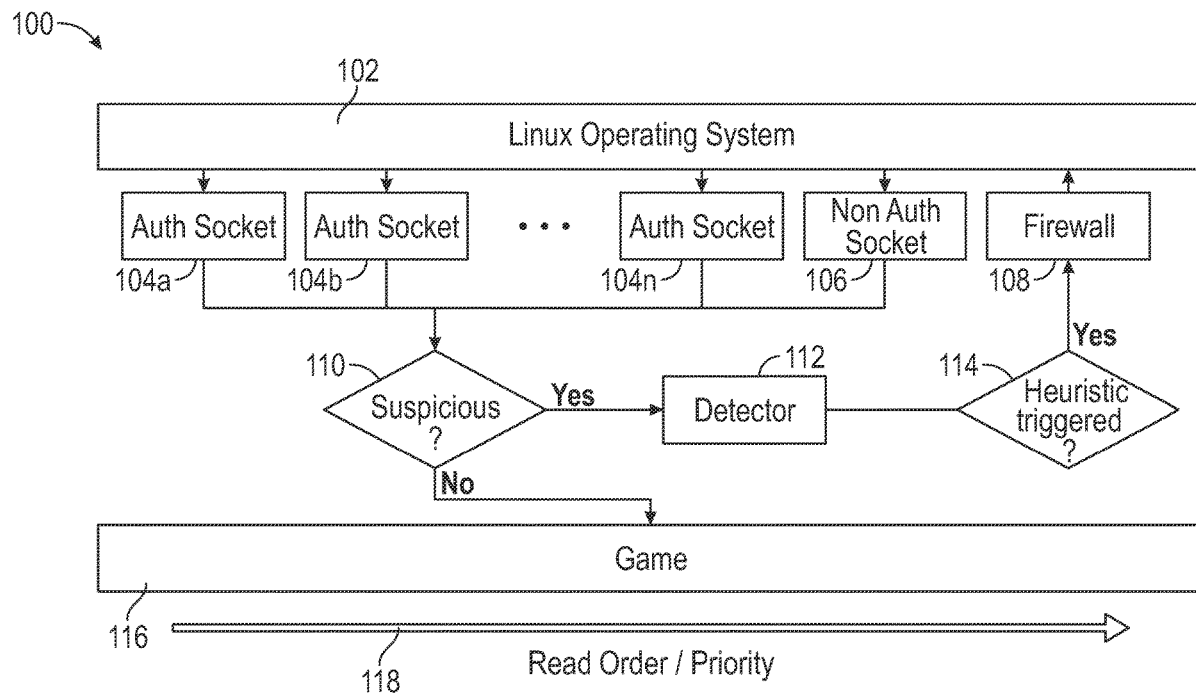 100
102
Linux Operating System
Auth Socket
Auth Socket
• • •
Auth Socket
Non Auth
Socket
Firewall
104a
104b
104n
106
108
110
Suspicious
?
Yes
112
Detector
114
Heuristic
triggered
?
Yes
No
Game
116
118
Read Order / Priority